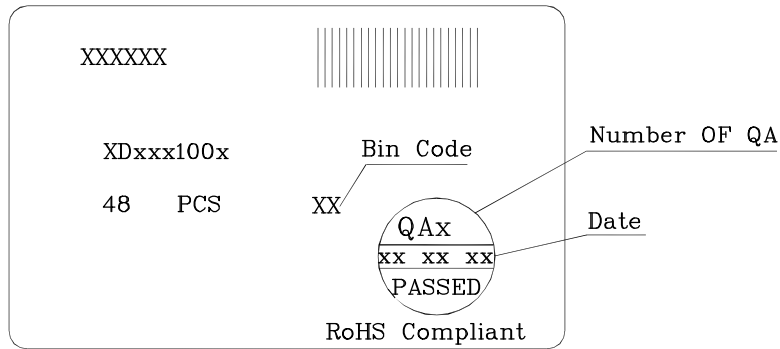 XXXXXX
XDxxx100x
Bin Code
Number OF QA
48 PCS
XX
QAx
Date
xx xx xx
PASSED
RoHS Compliant